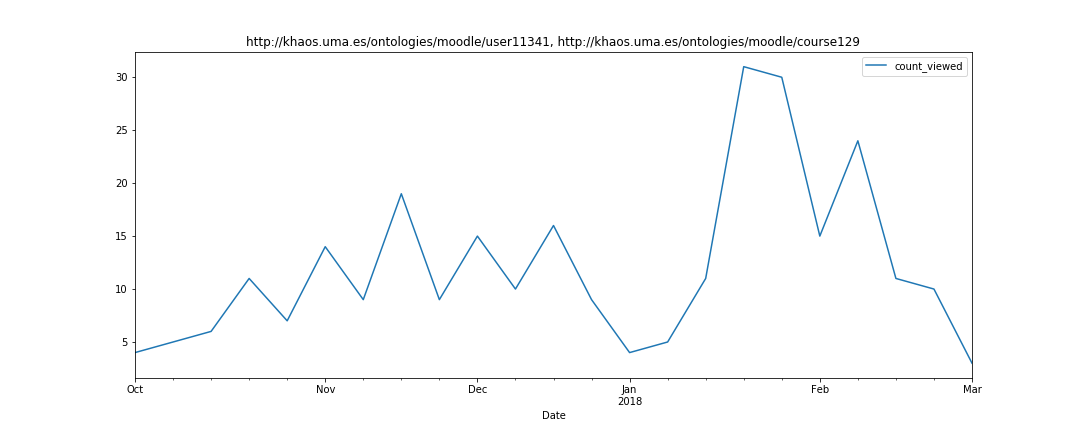 http://khaos.uma.es/ontologies/moodle/user11341, http://khaos.uma.es/ontologies/moodle/course129
count_viewed
30
25
20
15
10
5
Oct Nov Dec Jan Feb Mar
2018
Date